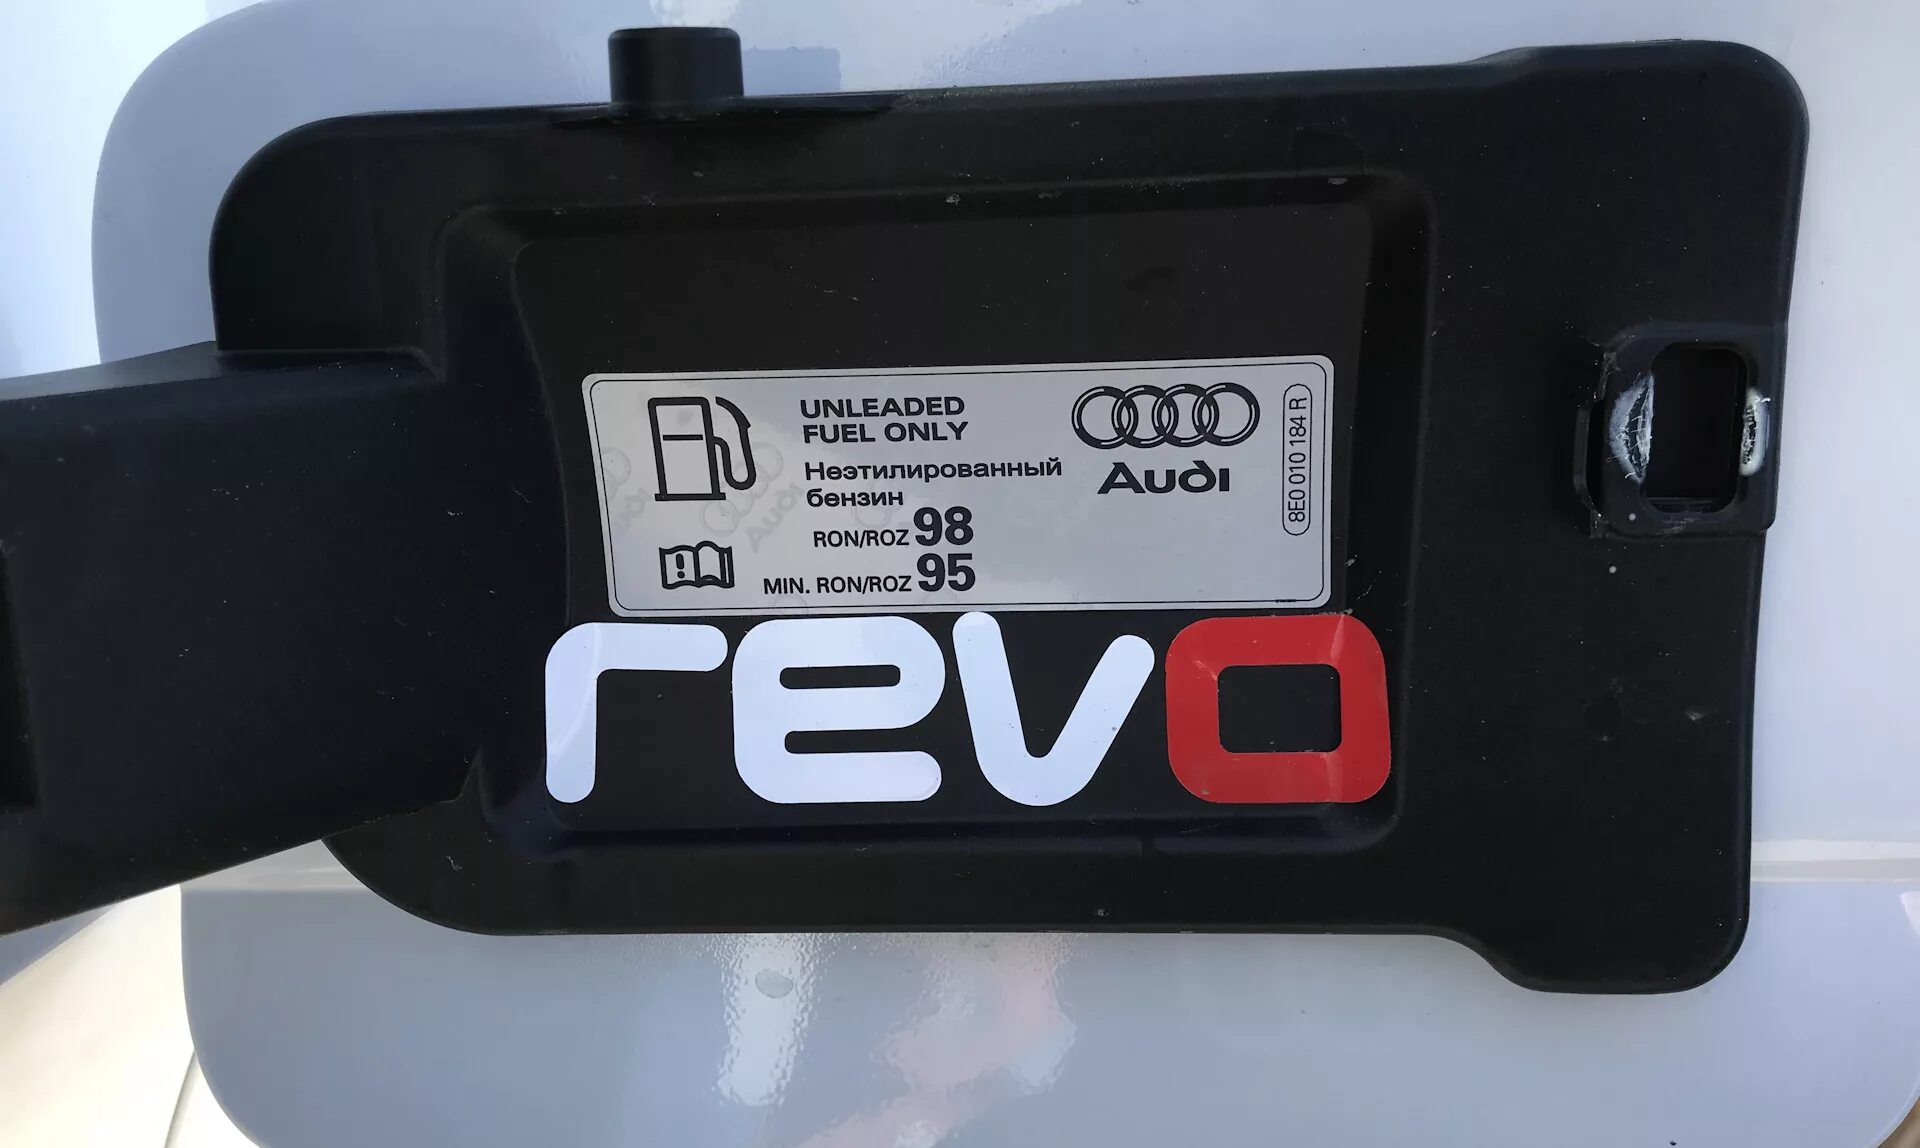 UNLEADED
FUEL ONLY
Неэтилированный
бензин
RON/ROZ 98
MIN. RON/ROZ 95
Audi
8E0 010 184 R
revo